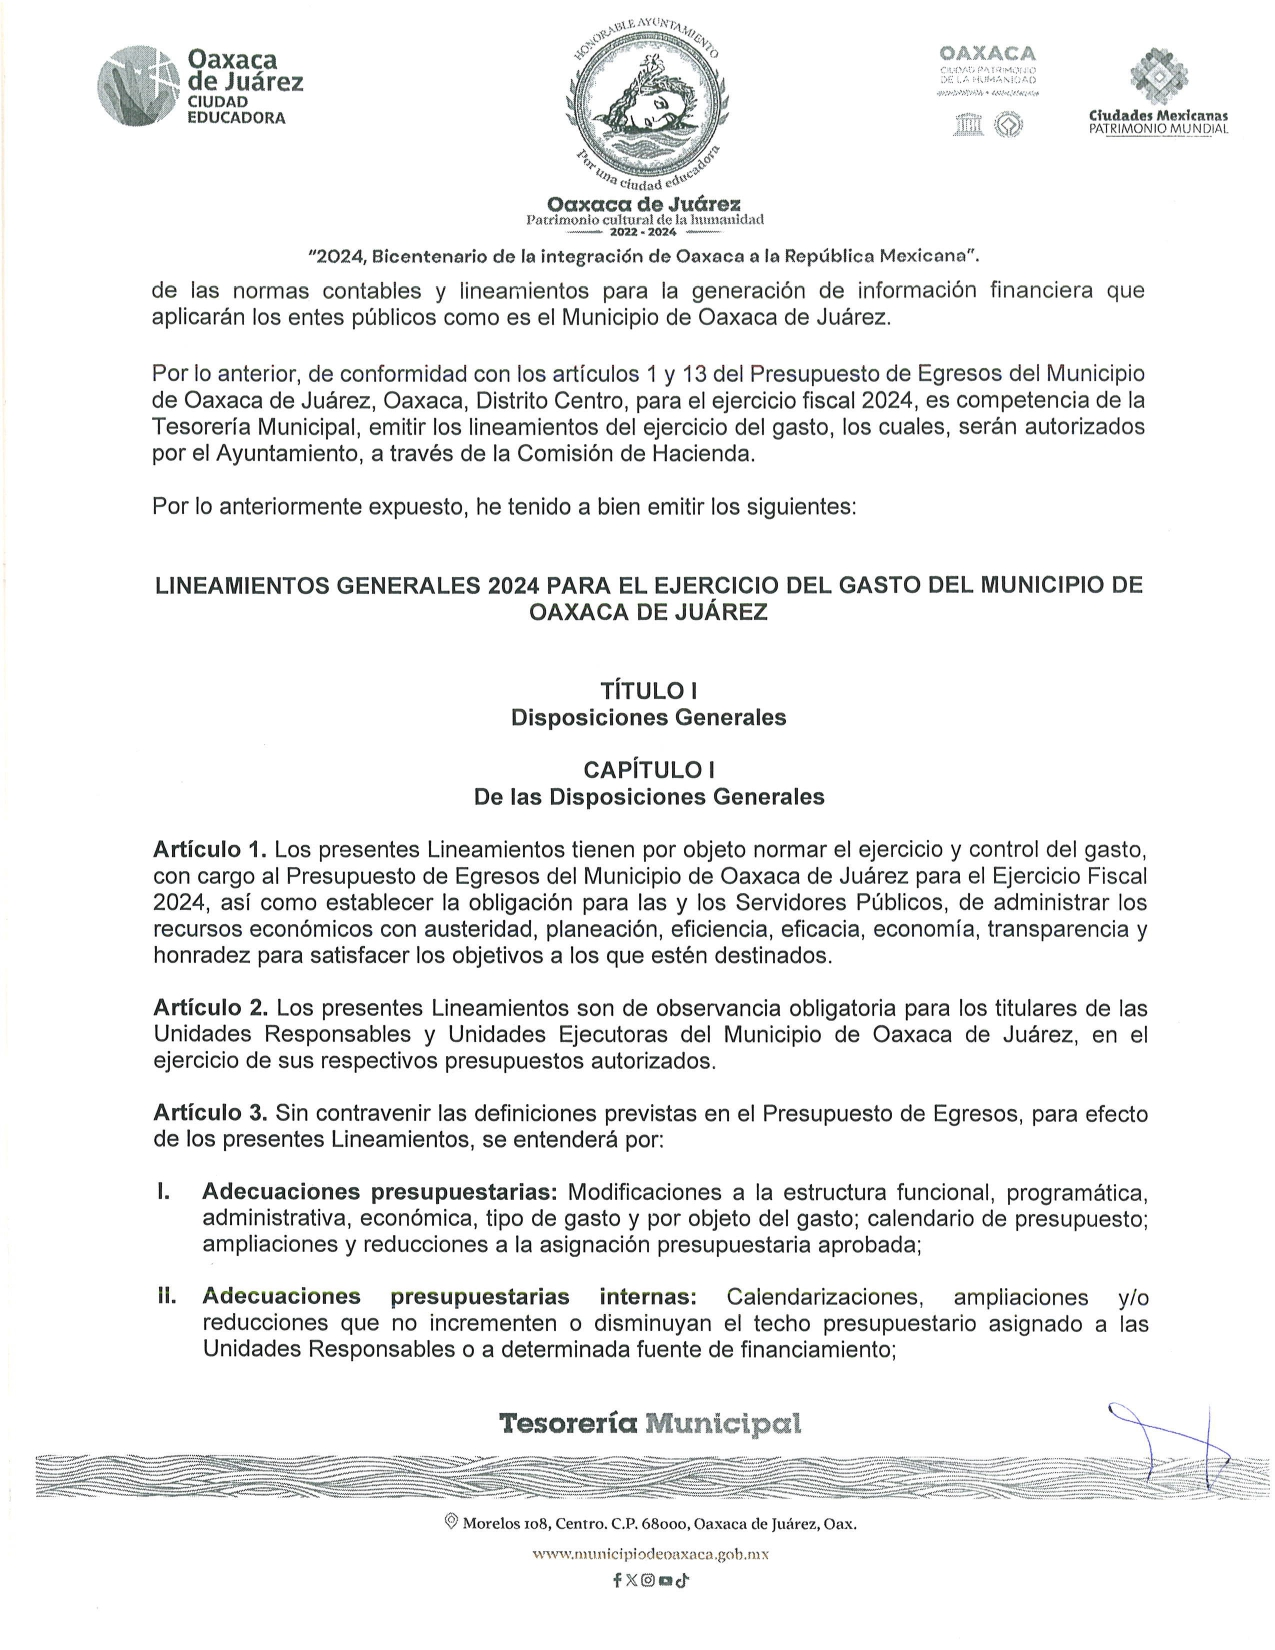 Oaxaca
de Juárez
CIUDAD
EDUCADORA
HONORABLE AYUNTAMIENTO
Por una ciudad educadora
Oaxaca de Juárez
Patrimonio cultural de la humanidad
2022 - 2024
OAXACA
CIUDAD PATRIMONIO
DE LA HUMANIDAD
Ciudades Mexicanas
PATRIMONIO MUNDIAL
"2024, Bicentenario de la integración de Oaxaca a la República Mexicana".
de las normas contables y lineamientos para la generación de información financiera que
aplicarán los entes públicos como es el Municipio de Oaxaca de Juárez.
Por lo anterior, de conformidad con los artículos 1 y 13 del Presupuesto de Egresos del Municipio
de Oaxaca de Juárez, Oaxaca, Distrito Centro, para el ejercicio fiscal 2024, es competencia de la
Tesorería Municipal, emitir los lineamientos del ejercicio del gasto, los cuales, serán autorizados
por el Ayuntamiento, a través de la Comisión de Hacienda.
Por lo anteriormente expuesto, he tenido a bien emitir los siguientes:
LINEAMIENTOS GENERALES 2024 PARA EL EJERCICIO DEL GASTO DEL MUNICIPIO DE
OAXACA DE JUÁREZ
TÍTULO I
Disposiciones Generales
CAPÍTULO I
De las Disposiciones Generales
Artículo 1. Los presentes Lineamientos tienen por objeto normar el ejercicio y control del gasto,
con cargo al Presupuesto de Egresos del Municipio de Oaxaca de Juárez para el Ejercicio Fiscal
2024, así como establecer la obligación para las y los Servidores Públicos, de administrar los
recursos económicos con austeridad, planeación, eficiencia, eficacia, economía, transparencia y
honradez para satisfacer los objetivos a los que estén destinados.
Artículo 2. Los presentes Lineamientos son de observancia obligatoria para los titulares de las
Unidades Responsables y Unidades Ejecutoras del Municipio de Oaxaca de Juárez, en el
ejercicio de sus respectivos presupuestos autorizados.
Artículo 3. Sin contravenir las definiciones previstas en el Presupuesto de Egresos, para efecto
de los presentes Lineamientos, se entenderá por:
I. Adecuaciones presupuestarias: Modificaciones a la estructura funcional, programática,
administrativa, económica, tipo de gasto y por objeto del gasto; calendario de presupuesto;
ampliaciones y reducciones a la asignación presupuestaria aprobada;
II. Adecuaciones presupuestarias internas: Calendarizaciones, ampliaciones y/o
reducciones que no incrementen o disminuyan el techo presupuestario asignado a las
Unidades Responsables o a determinada fuente de financiamiento;
Tesorería Municipal
Morelos 108, Centro. C.P. 68000, Oaxaca de Juárez, Oax.
www.municipiodeoaxaca.gob.mx